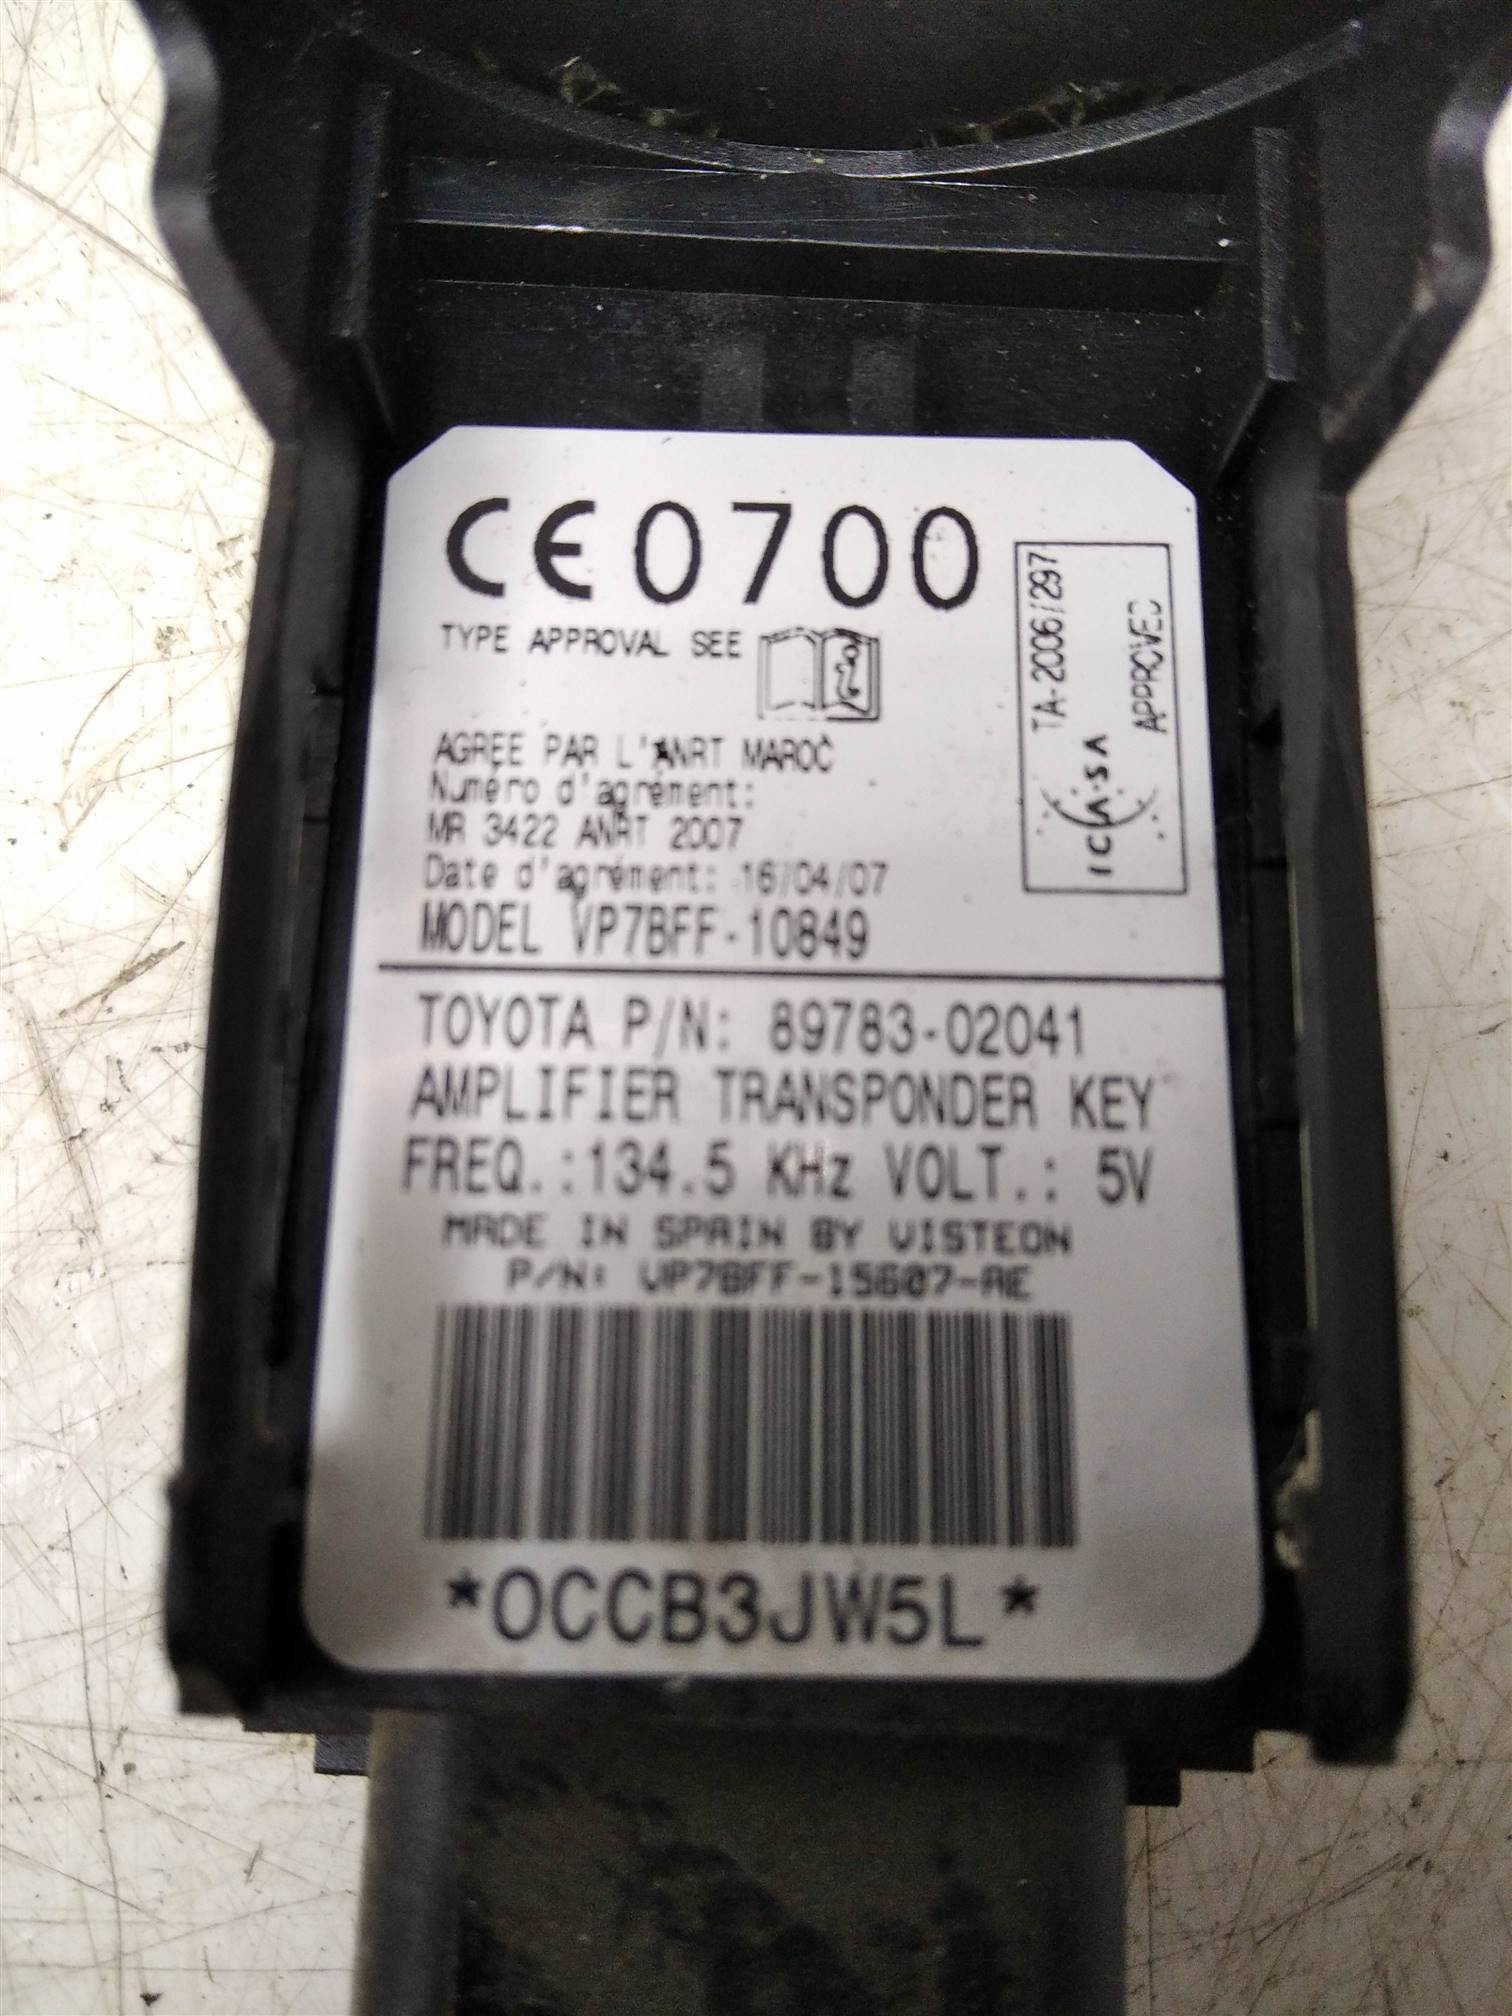 CE0700
TYPE APPROVAL SEE
TA-2006/297
APPROVED
ICASA
AGREE PAR L'ANRT MAROC
Numéro d'agrément:
MR 3422 ANRT 2007
Date d'agrément: 16/04/07
MODEL VP7BFF-10849
TOYOTA P/N: 89783-02041
AMPLIFIER TRANSPONDER KEY
FREQ.:134.5 KHz VOLT.: 5V
MADE IN SPAIN BY VISTEON
P/N: VP7BFF-15607-AE
*0CCB3JW5L*